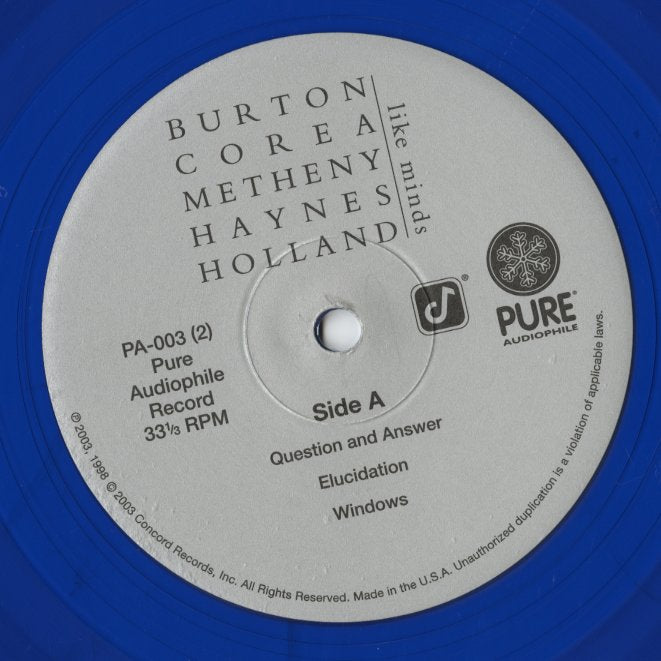 BURTON
COREA
METHENY
HAYNES
HOLLAND
like minds
PURE®
AUDIOPHILE
®
PA-003 (2)
Pure
Audiophile
Record
33⅓ RPM
Side A
Question and Answer
Elucidation
Windows
℗ 2003, 1998 © 2003 Concord Records, Inc. All Rights Reserved. Made in the U.S.A. Unauthorized duplication is a violation of applicable laws.